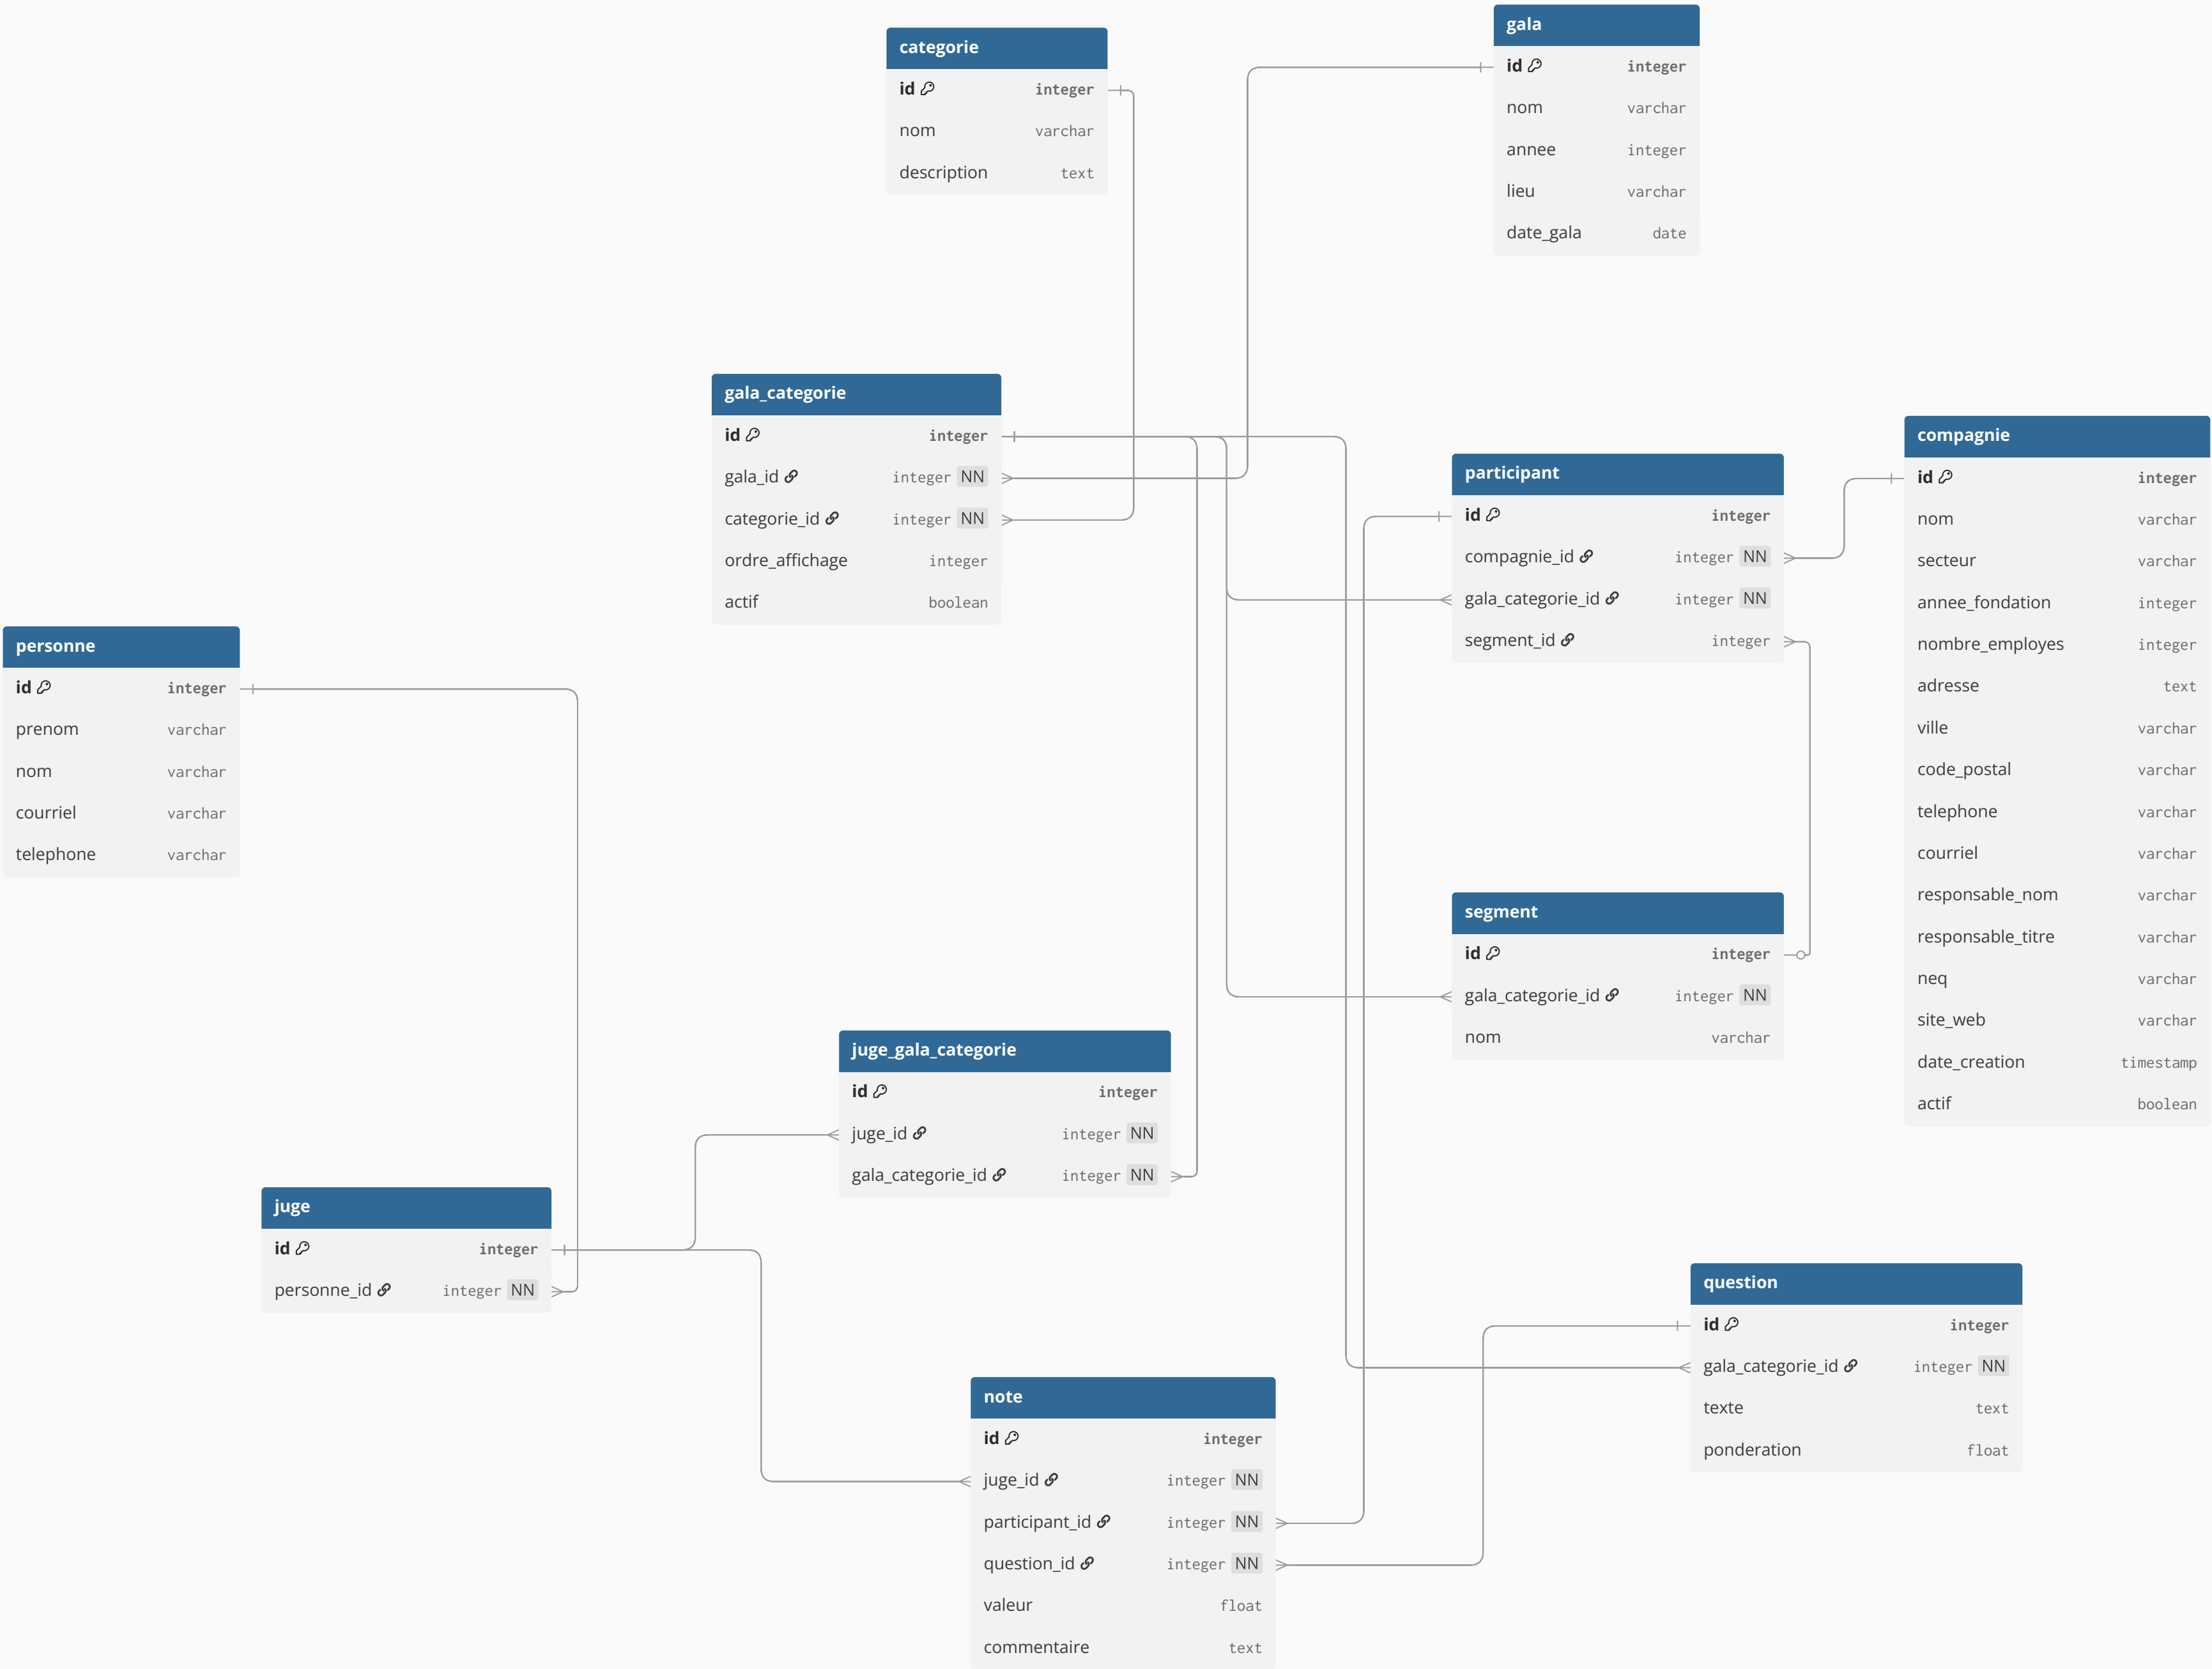 categorie
id integer
nom varchar
description text
gala
id integer
nom varchar
annee integer
lieu varchar
date_gala date
gala_categorie
id integer
gala_id integer NN
categorie_id integer NN
ordre_affichage integer
actif boolean
participant
id integer
compagnie_id integer NN
gala_categorie_id integer NN
segment_id integer
compagnie
id integer
nom varchar
secteur varchar
annee_fondation integer
nombre_employes integer
adresse text
ville varchar
code_postal varchar
telephone varchar
courriel varchar
responsable_nom varchar
responsable_titre varchar
neq varchar
site_web varchar
date_creation timestamp
actif boolean
personne
id integer
prenom varchar
nom varchar
courriel varchar
telephone varchar
segment
id integer
gala_categorie_id integer NN
nom varchar
juge_gala_categorie
id integer
juge_id integer NN
gala_categorie_id integer NN
juge
id integer
personne_id integer NN
question
id integer
gala_categorie_id integer NN
texte text
ponderation float
note
id integer
juge_id integer NN
participant_id integer NN
question_id integer NN
valeur float
commentaire text